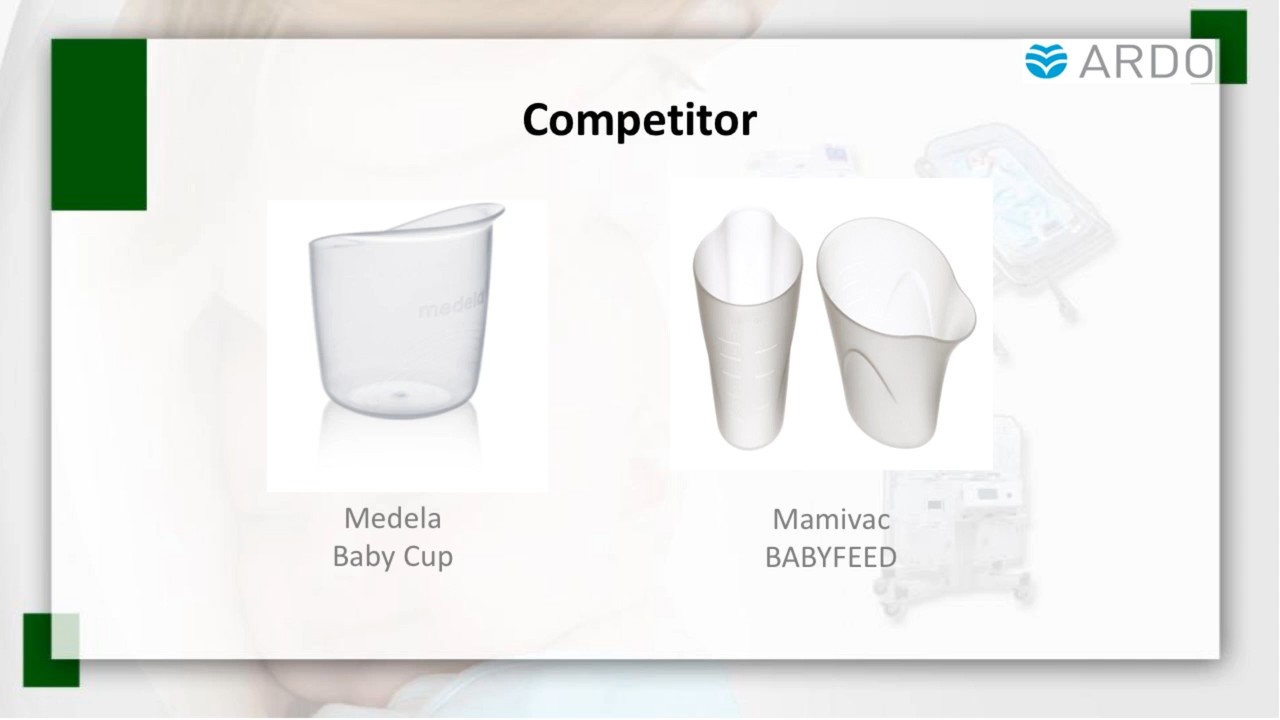 ARDO
Competitor
medela
Medela
Baby Cup
Mamivac
BABYFEED